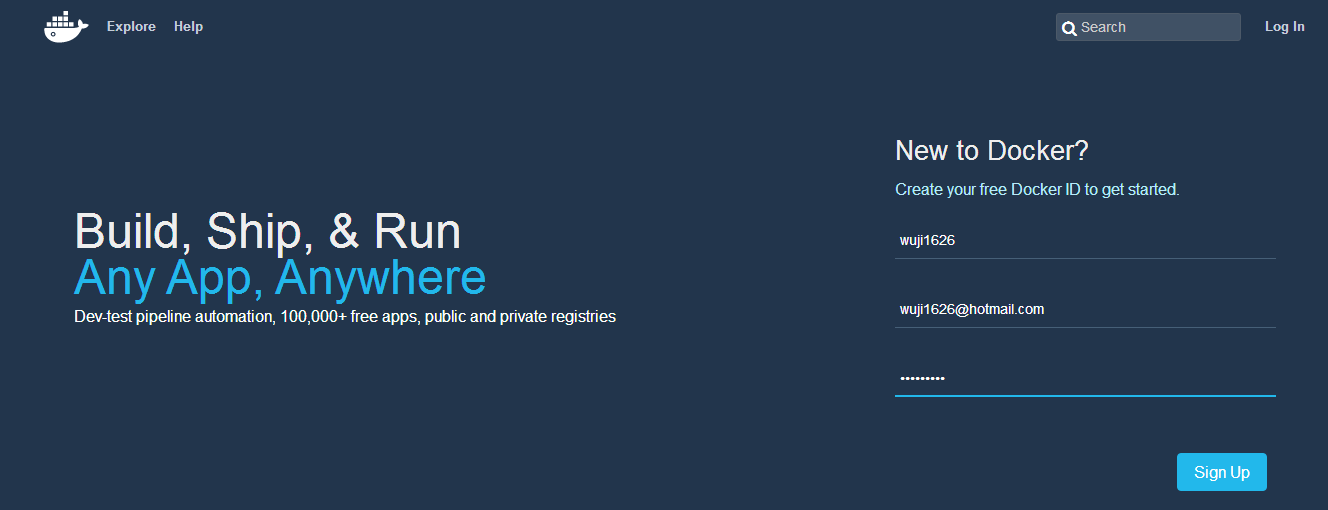 Explore Help Search Log In
New to Docker?
Create your free Docker ID to get started.
Build, Ship, & Run
Any App, Anywhere
Dev-test pipeline automation, 100,000+ free apps, public and private registries
wuji1626
wuji1626@hotmail.com
•••••••••
Sign Up